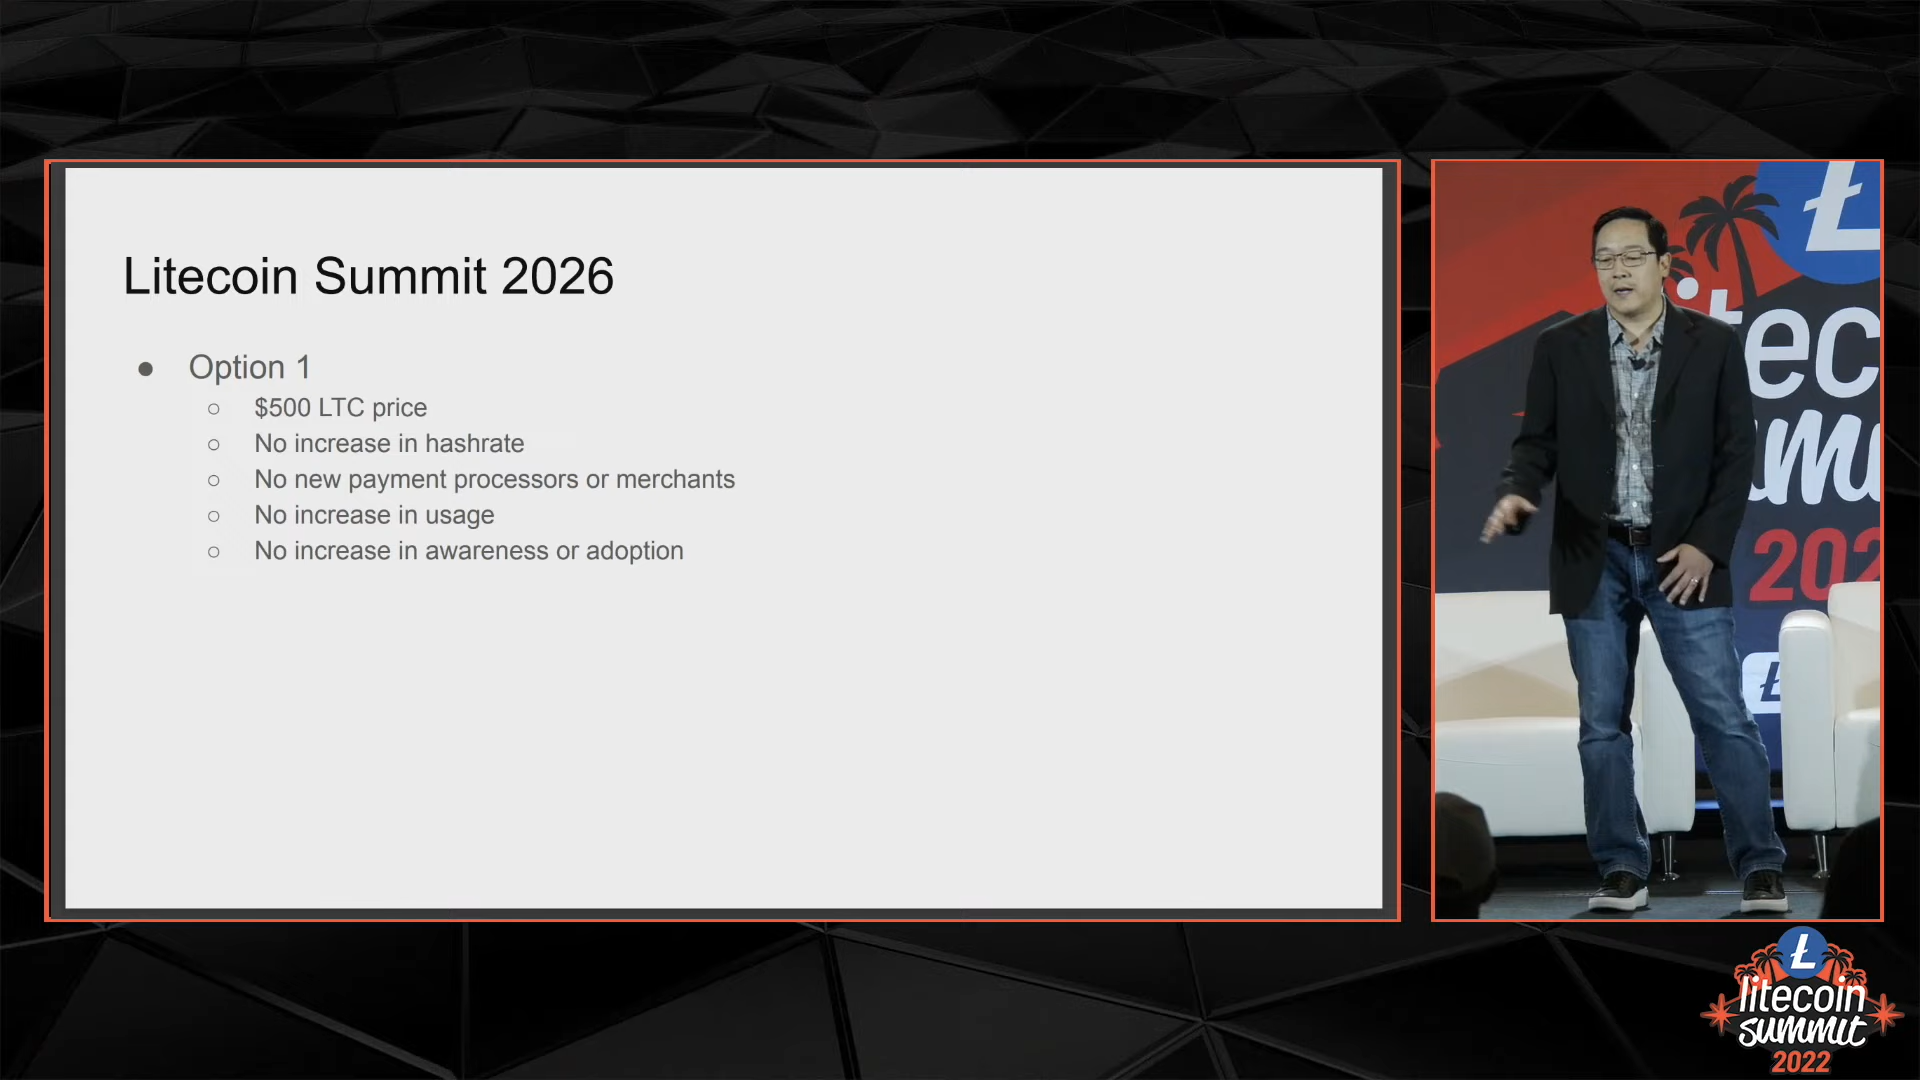 Litecoin Summit 2026
● Option 1
○ $500 LTC price
○ No increase in hashrate
○ No new payment processors or merchants
○ No increase in usage
○ No increase in awareness or adoption
litecoin
summit
2022